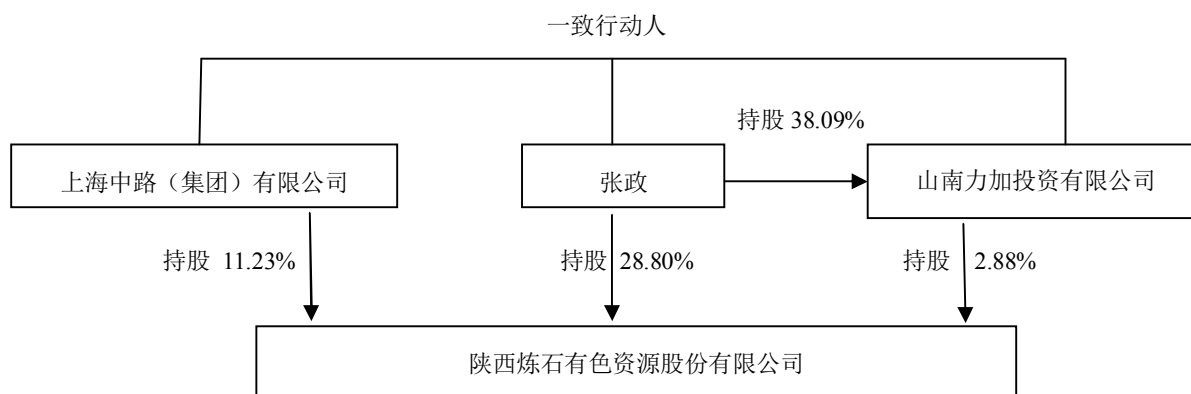 一致行动人
持股 38.09%
上海中路（集团）有限公司
张政
山南力加投资有限公司
持股 11.23%
持股 28.80%
持股 2.88%
陕西炼石有色资源股份有限公司